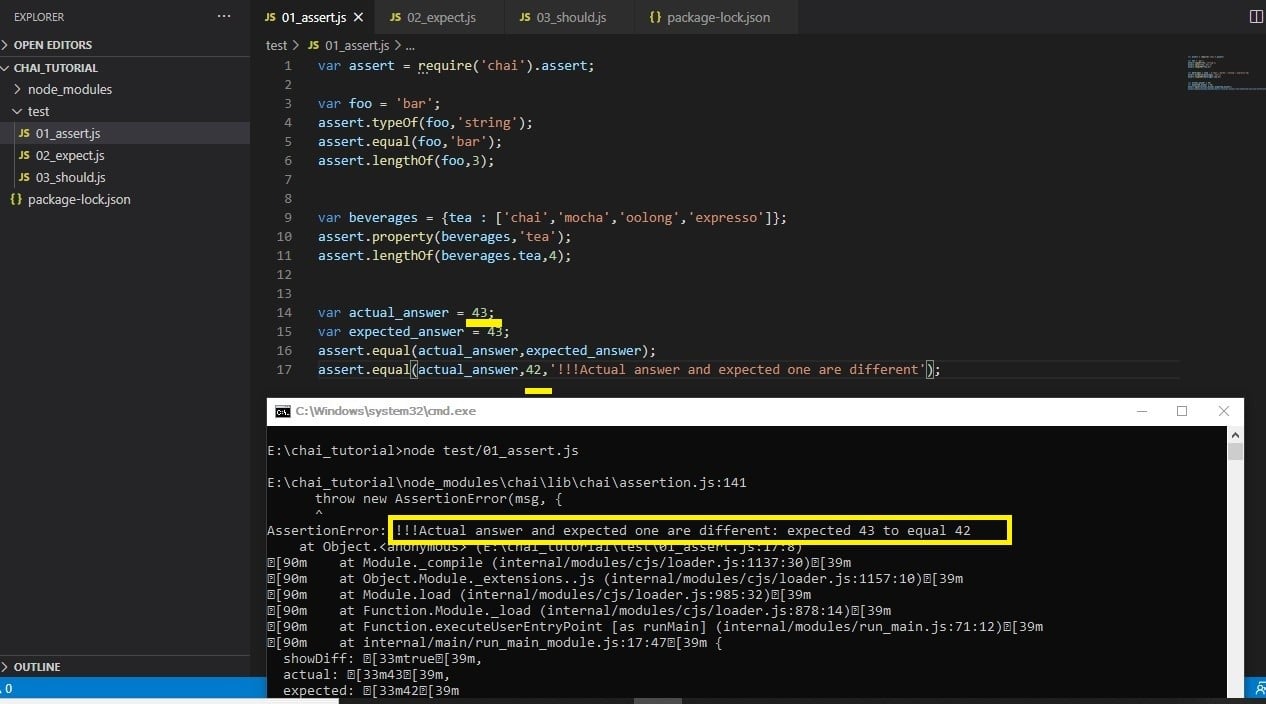 EXPLORER
...
OPEN EDITORS
CHAI_TUTORIAL
node_modules
test
JS 01_assert.js
JS 02_expect.js
JS 03_should.js
{} package-lock.json
OUTLINE
0
JS 01_assert.js ×
JS 02_expect.js
JS 03_should.js
{} package-lock.json
test > JS 01_assert.js > ...
1 var assert = require('chai').assert;
2
3 var foo = 'bar';
4 assert.typeOf(foo,'string');
5 assert.equal(foo,'bar');
6 assert.lengthOf(foo,3);
7
8
9 var beverages = {tea : ['chai','mocha','oolong','expresso']};
10 assert.property(beverages,'tea');
11 assert.lengthOf(beverages.tea,4);
12
13
14 var actual_answer = 43;
15 var expected_answer = 43;
16 assert.equal(actual_answer,expected_answer);
17 assert.equal(actual_answer,42,'!!!Actual answer and expected one are different');
C:\Windows\system32\cmd.exe
E:\chai_tutorial>node test/01_assert.js
E:\chai_tutorial\node_modules\chai\lib\chai\assertion.js:141
throw new AssertionError(msg, {
^
AssertionError: !!!Actual answer and expected one are different: expected 43 to equal 42
at Object.<anonymous> (E:\chai_tutorial\test\01_assert.js:17:8)
[90m    at Module._compile (internal/modules/cjs/loader.js:1137:30)[39m
[90m    at Object.Module._extensions..js (internal/modules/cjs/loader.js:1157:10)[39m
[90m    at Module.load (internal/modules/cjs/loader.js:985:32)[39m
[90m    at Function.Module._load (internal/modules/cjs/loader.js:878:14)[39m
[90m    at Function.executeUserEntryPoint [as runMain] (internal/modules/run_main.js:71:12)[39m
[90m    at internal/main/run_main_module.js:17:47[39m {
showDiff: [33mtrue[39m,
actual: [33m43[39m,
expected: [33m42[39m